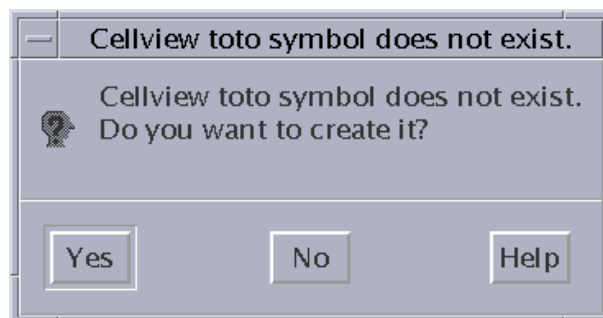 Cellview toto symbol does not exist.
Cellview toto symbol does not exist.
Do you want to create it?
Yes No Help